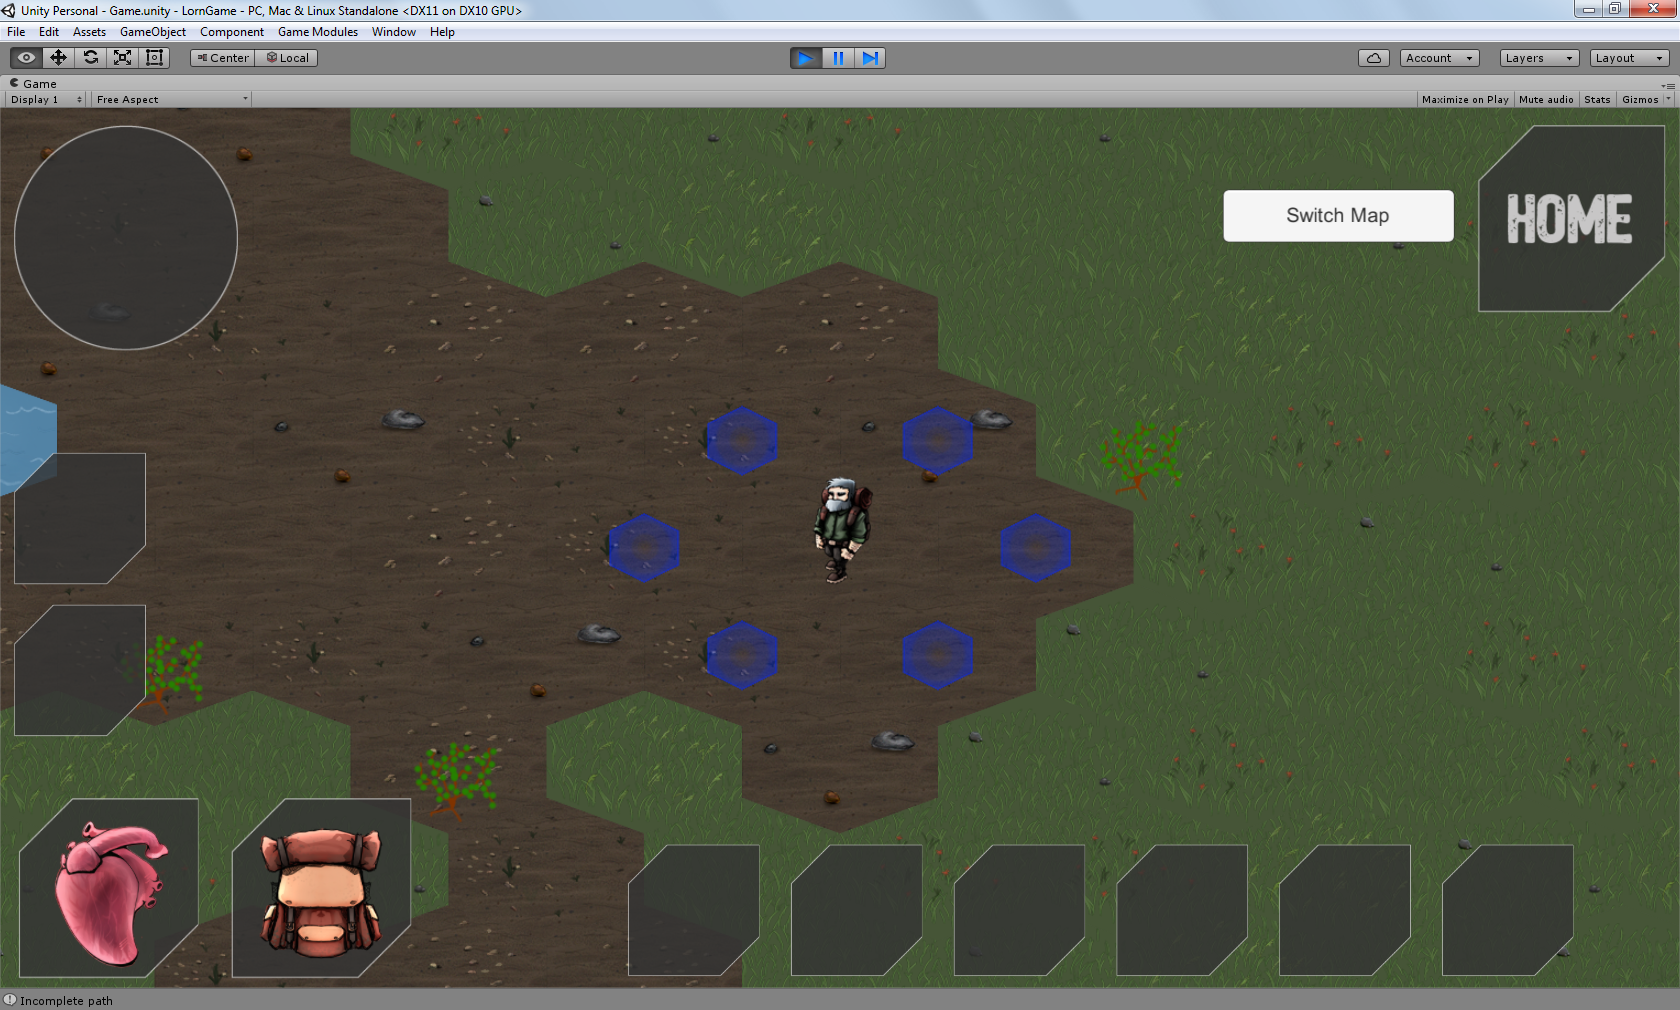 Unity Personal - Game.unity - LornGame - PC, Mac & Linux Standalone <DX11 on DX10 GPU>
File Edit Assets GameObject Component Game Modules Window Help
Center Local Account Layers Layout
Game
Display 1 Free Aspect Maximize on Play Mute audio Stats Gizmos
Switch Map
HOME
Incomplete path